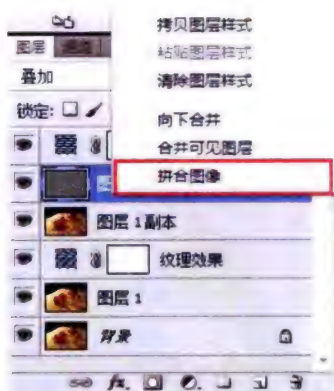 拷贝图层样式
粘贴图层样式
清除图层样式
向下合并
合并可见图层
拼合图像
图层
叠加
锁定:
图层 1 副本
纹理效果
图层 1
背景
fx.